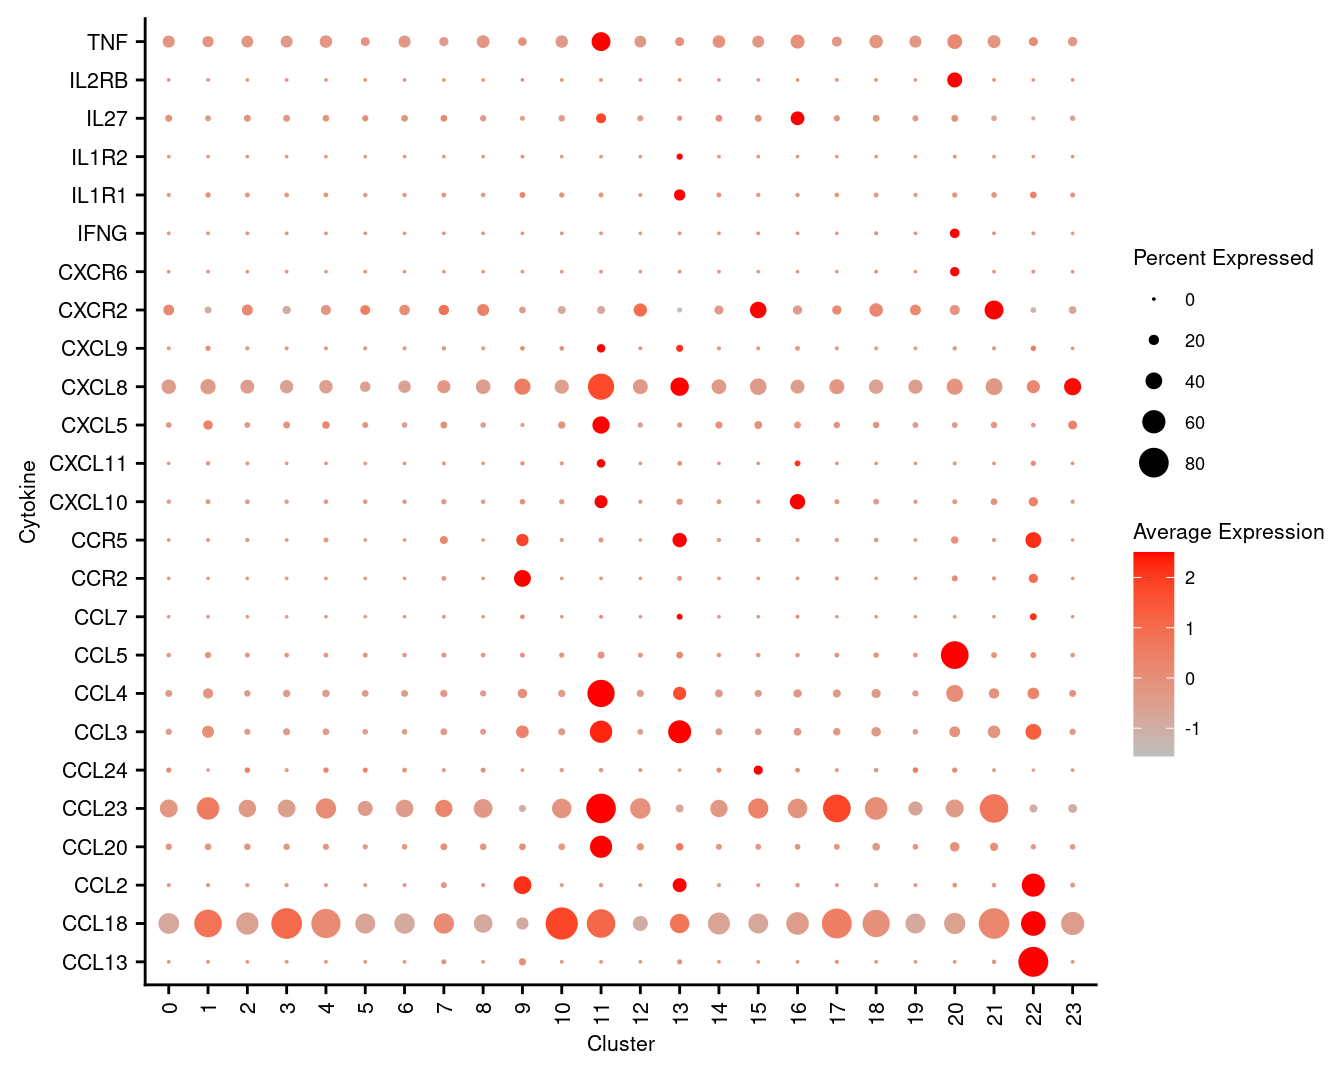 TNF
IL2RB
IL27
IL1R2
IL1R1
IFNG
CXCR6
CXCR2
CXCL9
CXCL8
CXCL5
CXCL11
CXCL10
CCR5
CCR2
CCL7
CCL5
CCL4
CCL3
CCL24
CCL23
CCL20
CCL2
CCL18
CCL13
Cytokine
0 1 2 3 4 5 6 7 8 9 10 11 12 13 14 15 16 17 18 19 20 21 22 23
Cluster
Percent Expressed
0
20
40
60
80
Average Expression
2
1
0
-1